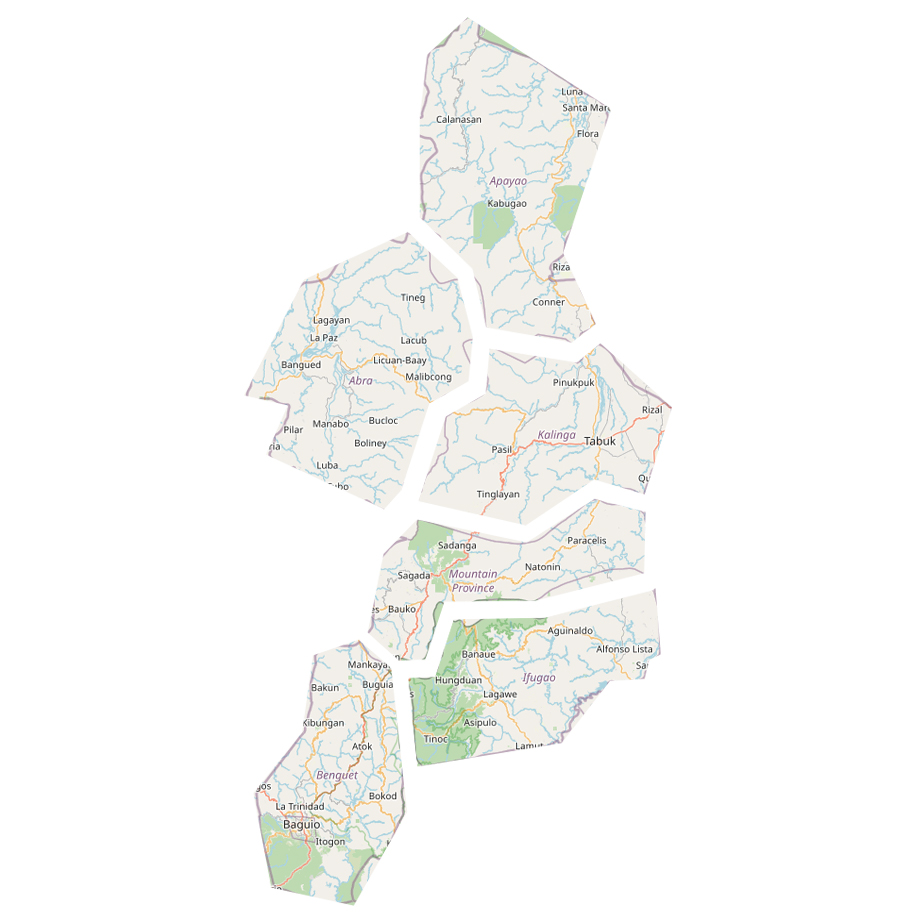 Luna
Santa Mar
Calanasan
Flora
Apayao
Kabugao
Riza
Conner
Tineg
Lagayan
La Paz
Lacub
Licuan-Baay
Bangued
Malibcong
Abra
Pinukpuk
Rizal
Bucloc
Manabo
Pilar
Kalinga
Boliney
Tabuk
Pasil
Luba
Tinglayan
Paracelis
Sadanga
Natonin
Sagada
Mountain
Province
Bauko
Aguinaldo
Alfonso Lista
Banaue
Mankaya
Ifugao
Hungduan
Buguia
Bakun
Lagawe
Kibungan
Asipulo
Tinoc
Atok
Lamut
Benguet
Bokod
La Trinidad
Baguio
Itogon